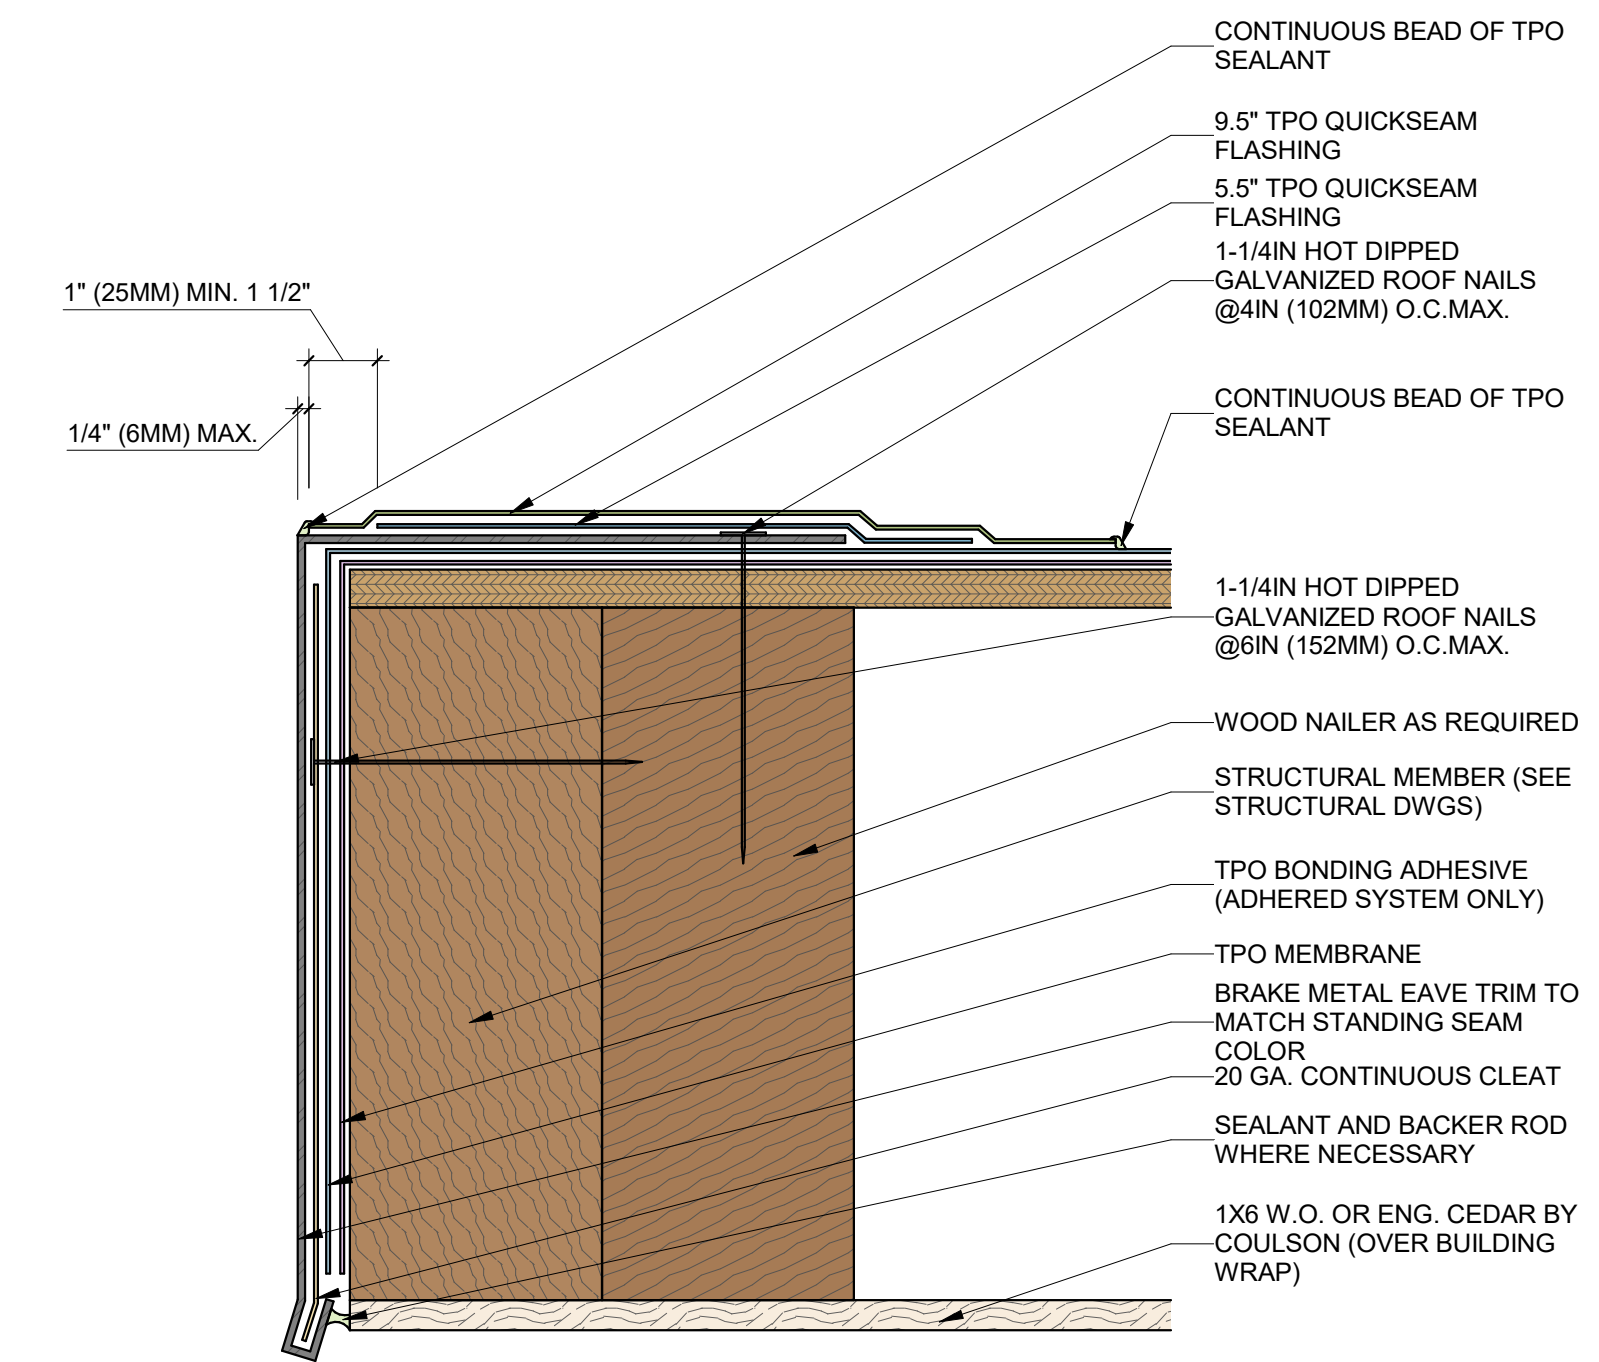 CONTINUOUS BEAD OF TPO
SEALANT
9.5" TPO QUICKSEAM
FLASHING
5.5" TPO QUICKSEAM
FLASHING
1-1/4IN HOT DIPPED
GALVANIZED ROOF NAILS
@4IN (102MM) O.C.MAX.
1" (25MM) MIN. 1 1/2"
1/4" (6MM) MAX.
CONTINUOUS BEAD OF TPO
SEALANT
1-1/4IN HOT DIPPED
GALVANIZED ROOF NAILS
@6IN (152MM) O.C.MAX.
WOOD NAILER AS REQUIRED
STRUCTURAL MEMBER (SEE
STRUCTURAL DWGS)
TPO BONDING ADHESIVE
(ADHERED SYSTEM ONLY)
TPO MEMBRANE
BRAKE METAL EAVE TRIM TO
MATCH STANDING SEAM
COLOR
20 GA. CONTINUOUS CLEAT
SEALANT AND BACKER ROD
WHERE NECESSARY
1X6 W.O. OR ENG. CEDAR BY
COULSON (OVER BUILDING
WRAP)